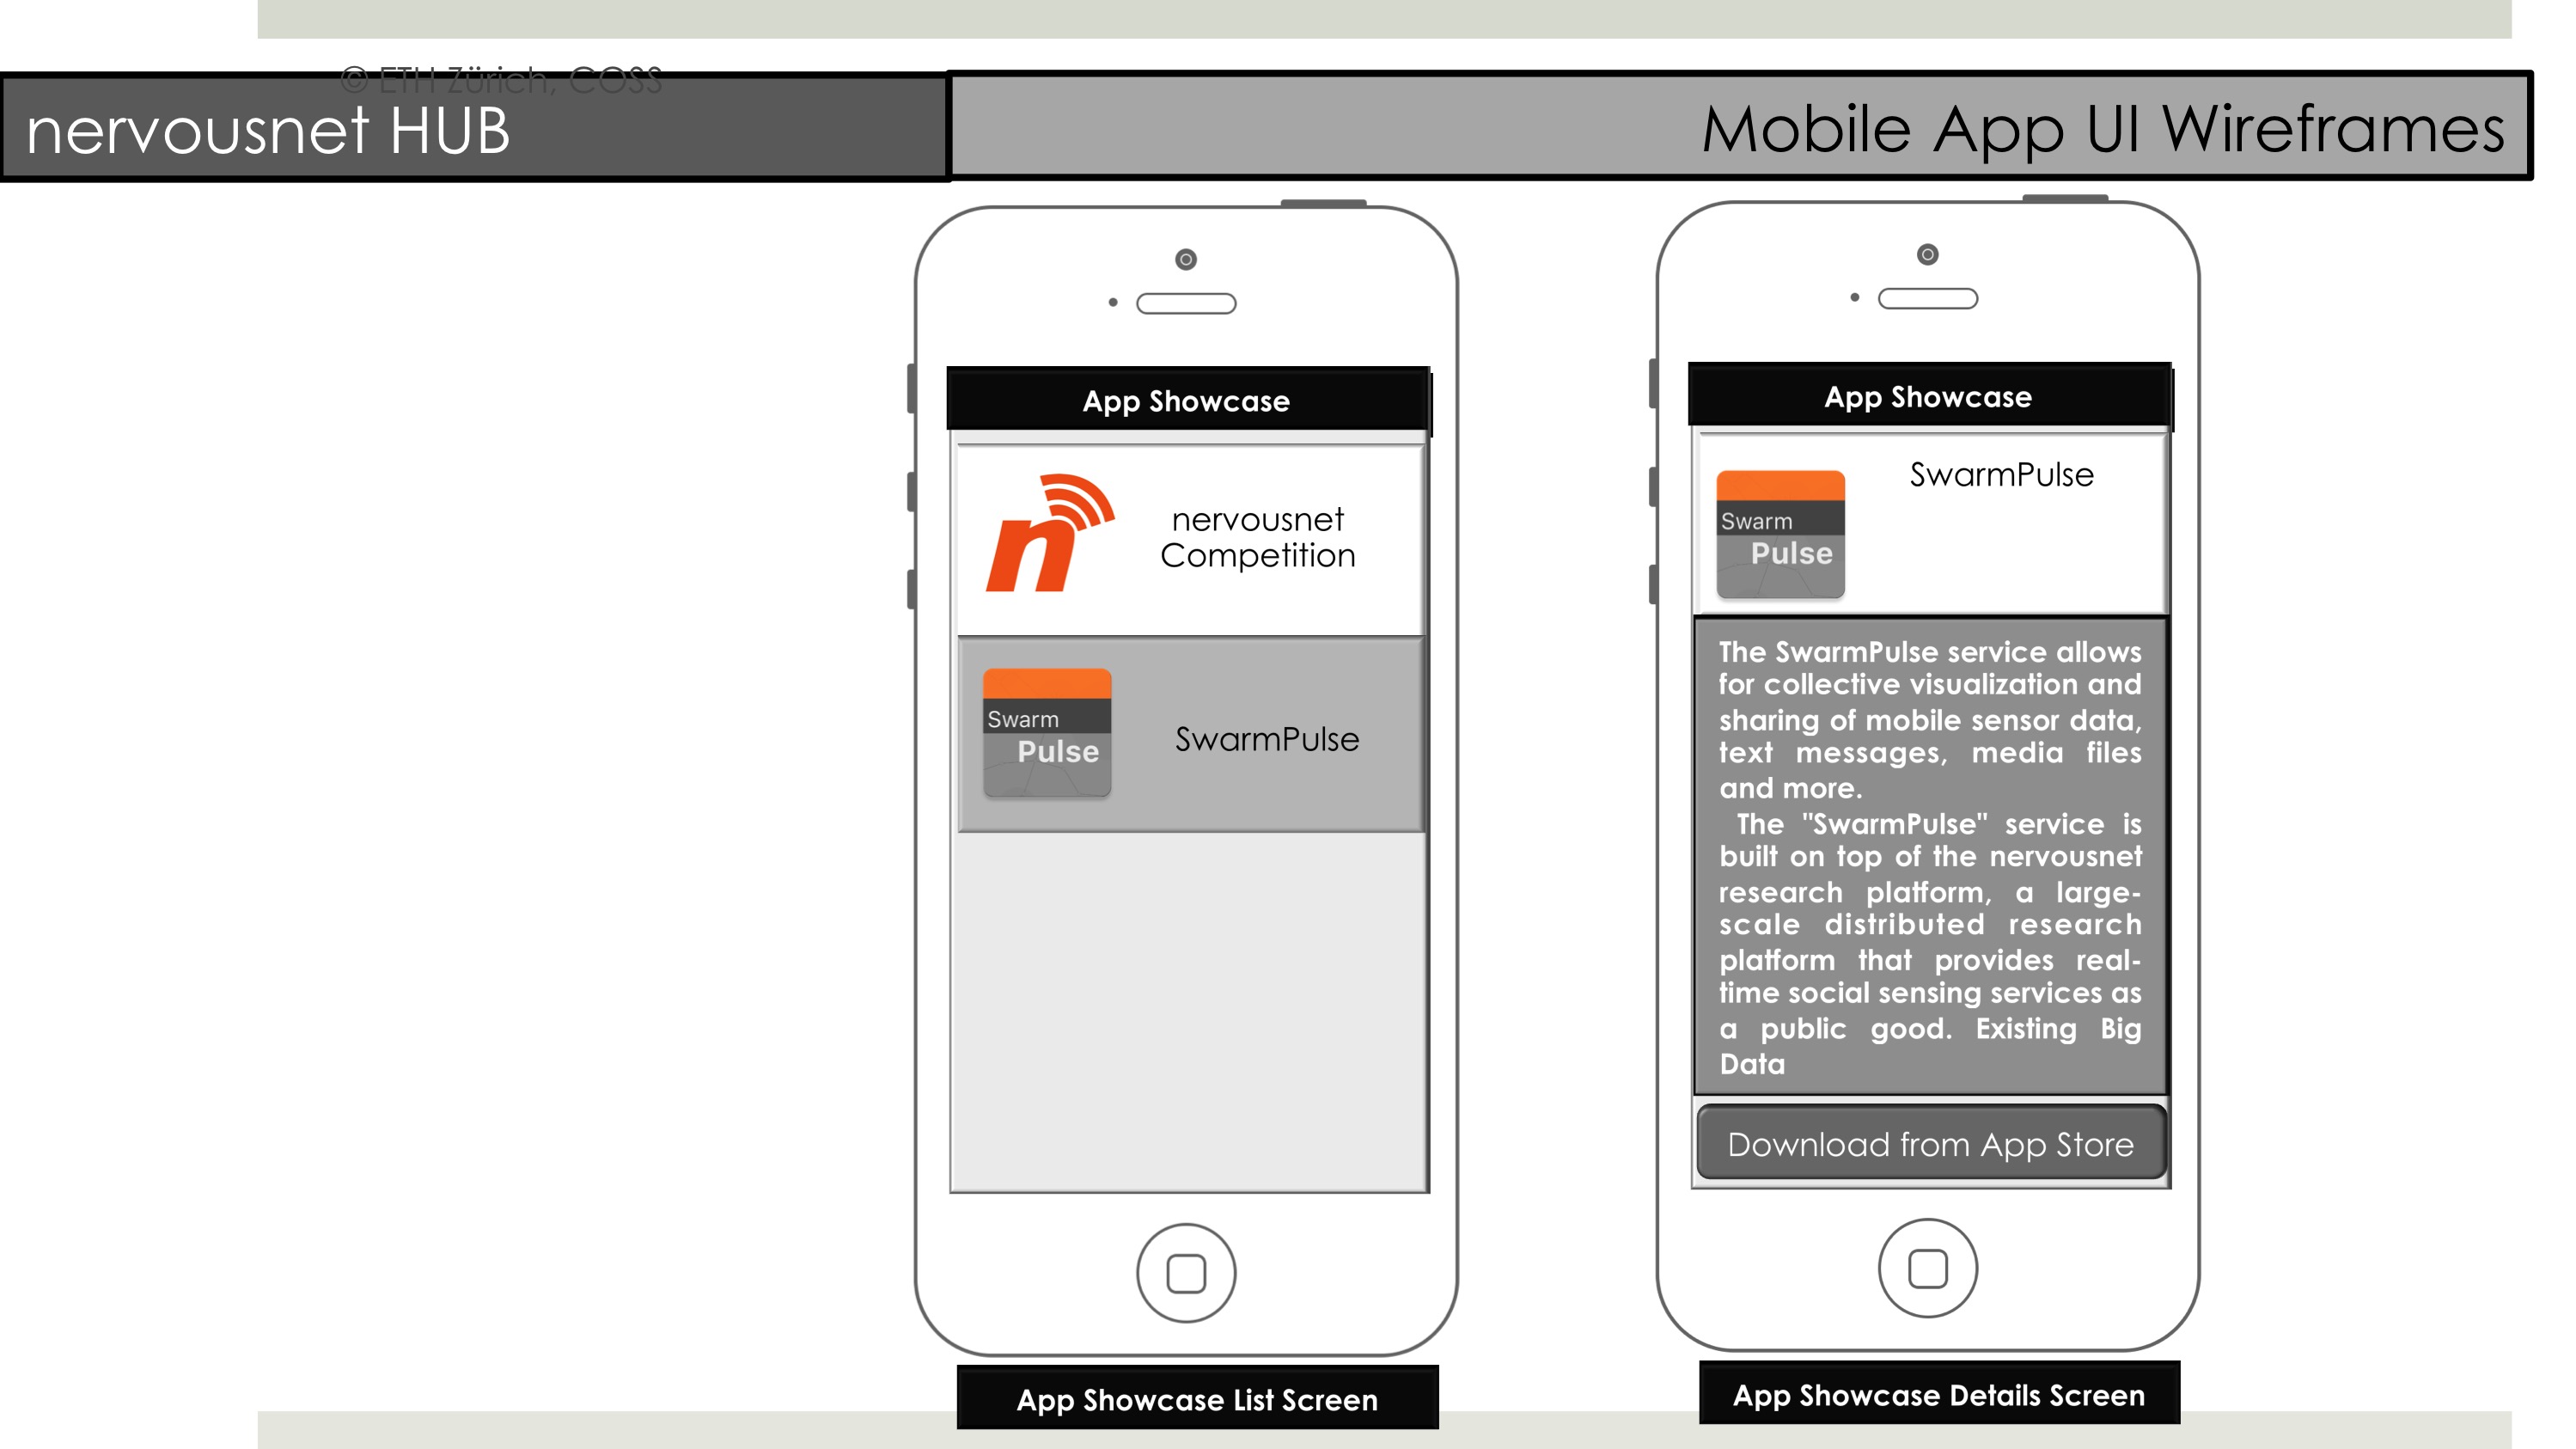 © ETH Zürich, COSS
nervousnet HUB
Mobile App UI Wireframes
App Showcase
nervousnet
Competition
Swarm
Pulse
SwarmPulse
App Showcase List Screen
App Showcase
SwarmPulse
Swarm
Pulse
The SwarmPulse service allows
for collective visualization and
sharing of mobile sensor data,
text messages, media files
and more.
The "SwarmPulse" service is
built on top of the nervousnet
research platform, a large-
scale distributed research
platform that provides real-
time social sensing services as
a public good. Existing Big
Data
Download from App Store
App Showcase Details Screen